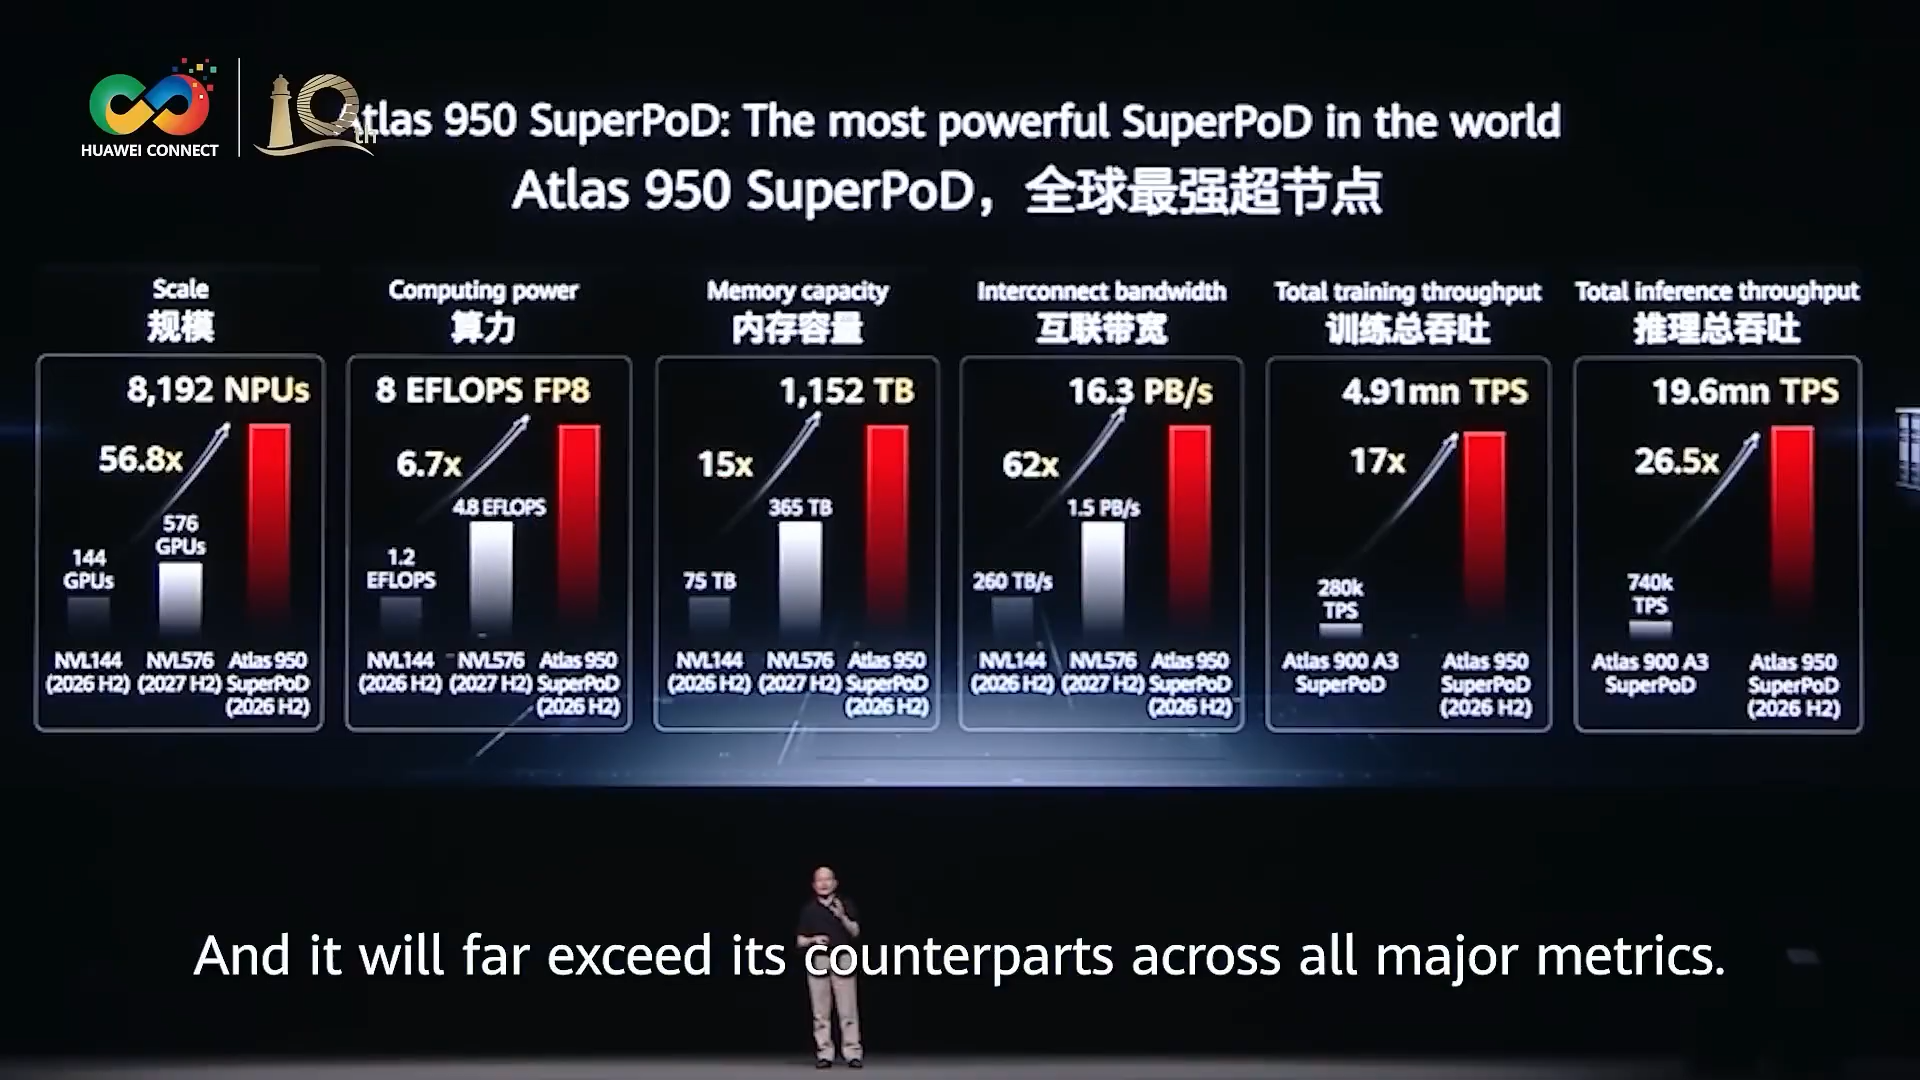 HUAWEI CONNECT
10th
Atlas 950 SuperPoD: The most powerful SuperPoD in the world
Atlas 950 SuperPoD，全球最强超节点
Scale
规模
8,192 NPUs
56.8x
144
GPUs
576
GPUs
NVL144
(2026 H2)
NVL576
(2027 H2)
Atlas 950
SuperPoD
(2026 H2)
Computing power
算力
8 EFLOPS FP8
6.7x
1.2
EFLOPS
4.8 EFLOPS
NVL144
(2026 H2)
NVL576
(2027 H2)
Atlas 950
SuperPoD
(2026 H2)
Memory capacity
内存容量
1,152 TB
15x
75 TB
365 TB
NVL144
(2026 H2)
NVL576
(2027 H2)
Atlas 950
SuperPoD
(2026 H2)
Interconnect bandwidth
互联带宽
16.3 PB/s
62x
260 TB/s
1.5 PB/s
NVL144
(2026 H2)
NVL576
(2027 H2)
Atlas 950
SuperPoD
(2026 H2)
Total training throughput
训练总吞吐
4.91mn TPS
17x
280k
TPS
Atlas 900 A3
SuperPoD
Atlas 950
SuperPoD
(2026 H2)
Total inference throughput
推理总吞吐
19.6mn TPS
26.5x
740k
TPS
Atlas 900 A3
SuperPoD
Atlas 950
SuperPoD
(2026 H2)
And it will far exceed its counterparts across all major metrics.